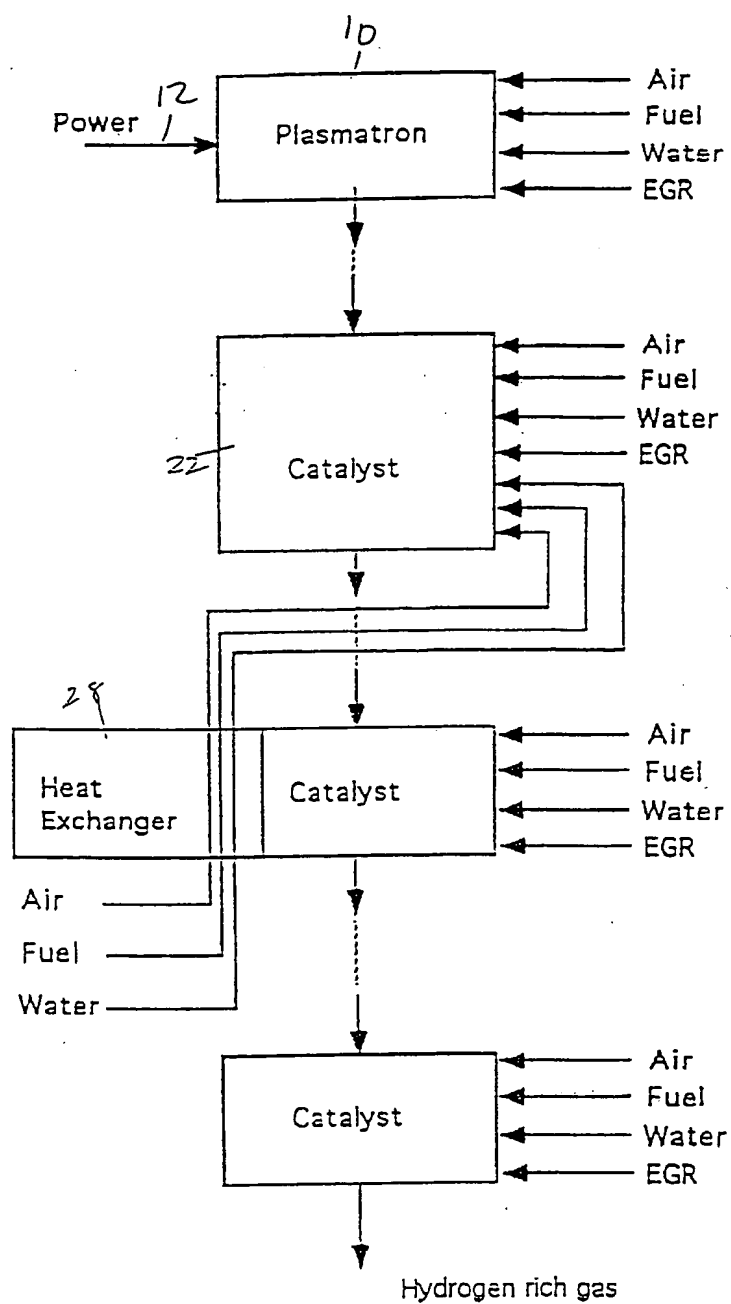 10
12
Power
Plasmatron
Air
Fuel
Water
EGR
22
Catalyst
Air
Fuel
Water
EGR
28
Heat
Exchanger
Catalyst
Air
Fuel
Water
EGR
Air
Fuel
Water
Catalyst
Air
Fuel
Water
EGR
Hydrogen rich gas